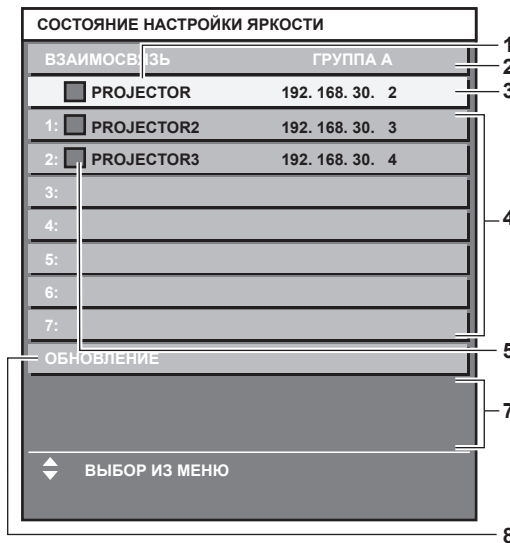 СОСТОЯНИЕ НАСТРОЙКИ ЯРКОСТИ
1
ВЗАИМОСВЯЗЬ ГРУППА A
2
PROJECTOR 192. 168. 30. 2
3
1: PROJECTOR2 192. 168. 30. 3
2: PROJECTOR3 192. 168. 30. 4
3:
4
4:
5:
6:
7:
5
ОБНОВЛЕНИЕ
7
ВЫБОР ИЗ МЕНЮ
8